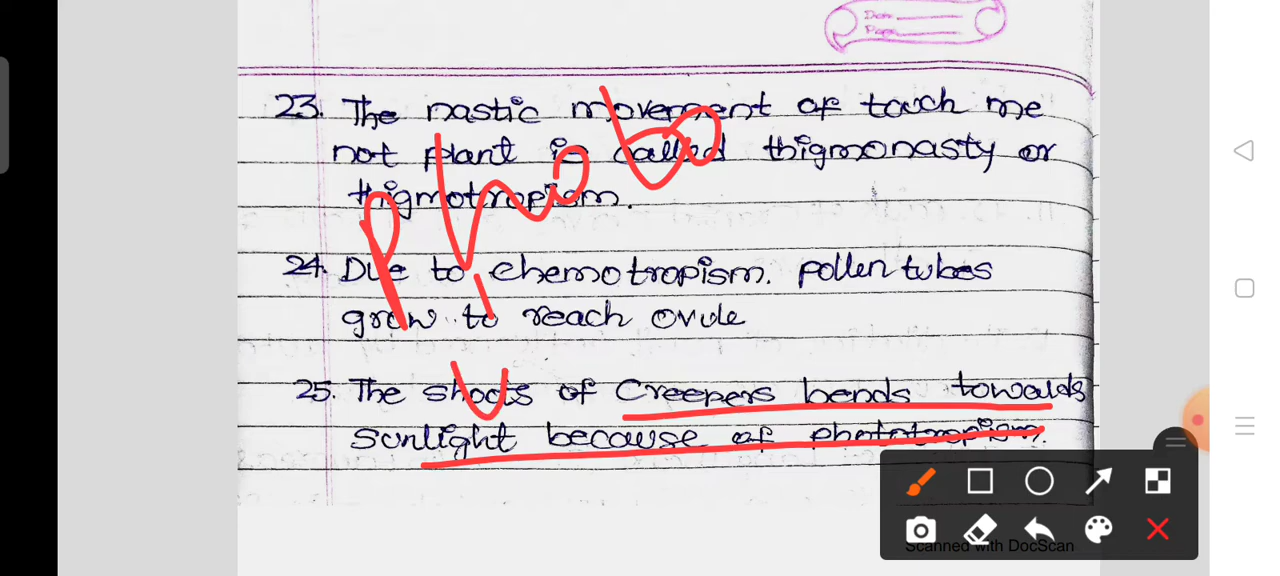 Date
Page
23. The nastic movement of touch me
not plant is called thigmonasty or
thigmotropism.
24. Due to chemotropism. pollen tubes
grow to reach ovule
25. The shoots of Creepers bends towards
Sunlight because of phototropism.
Photo
Scanned with DocScan